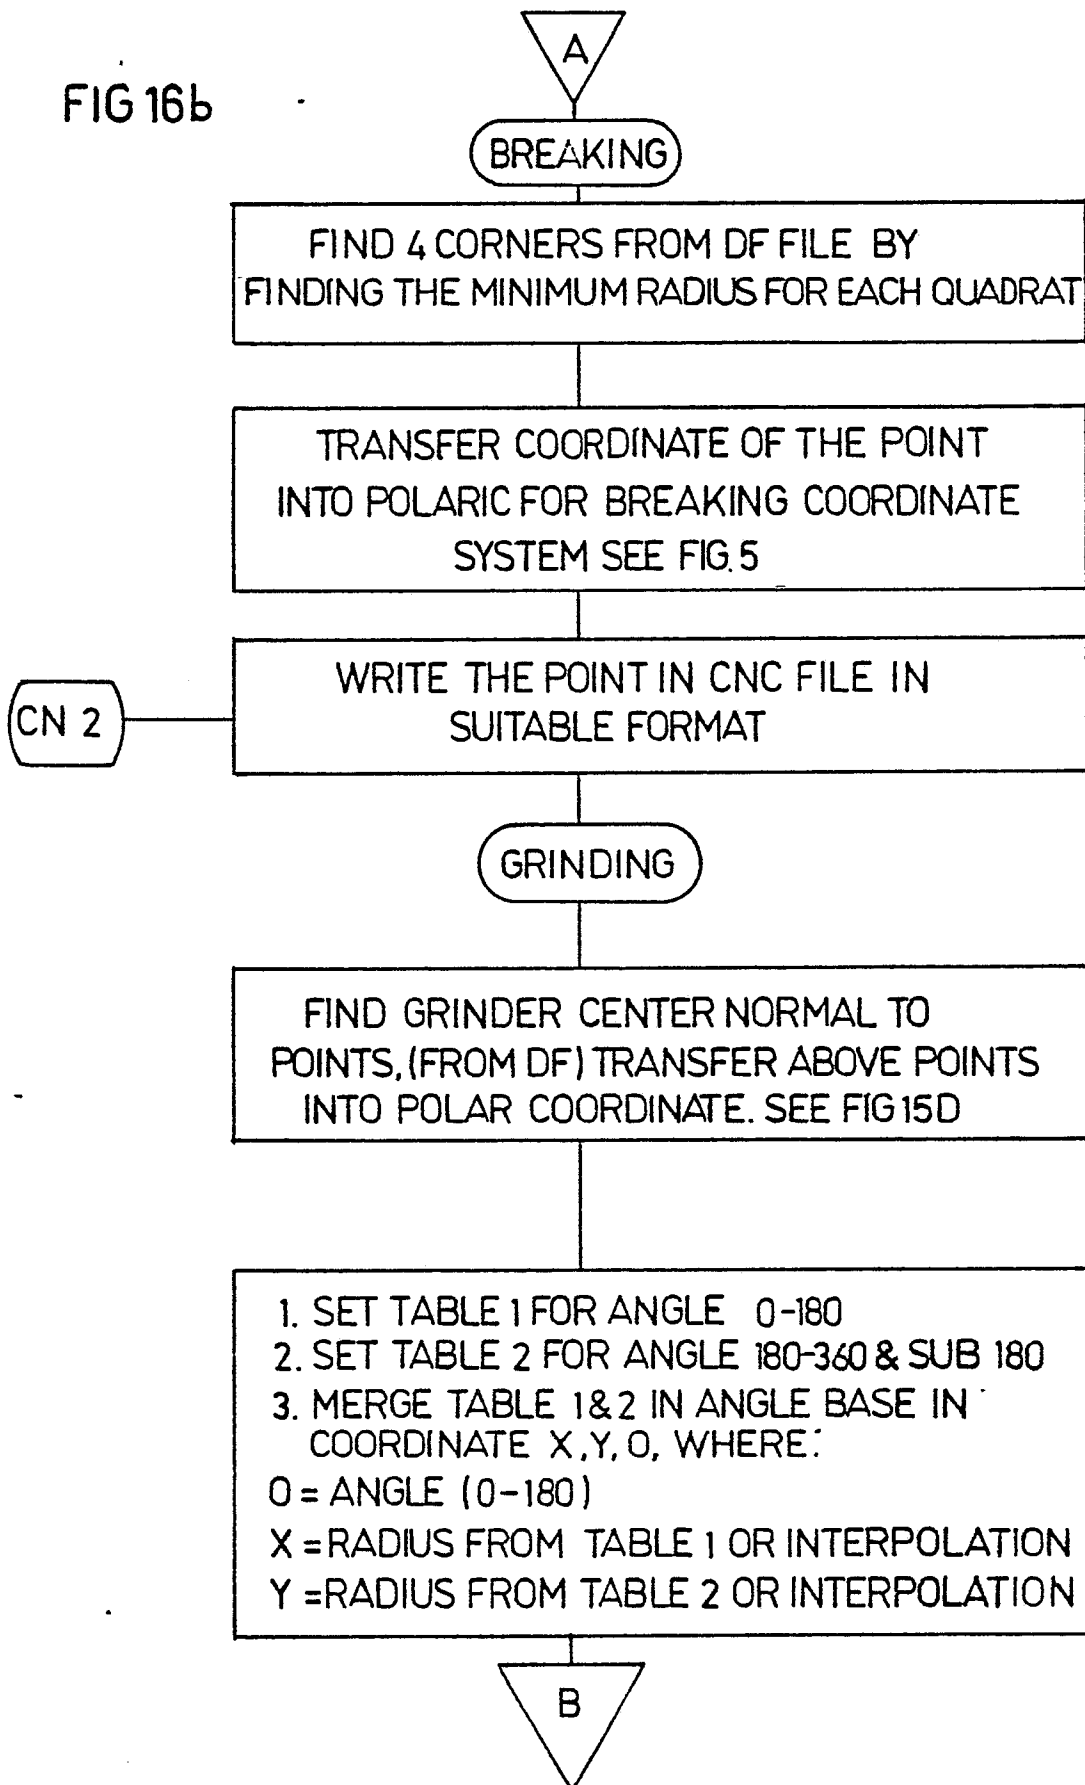 A
FIG 16b
BREAKING
FIND 4 CORNERS FROM DF FILE BY
FINDING THE MINIMUM RADIUS FOR EACH QUADRAT
TRANSFER COORDINATE OF THE POINT
INTO POLARIC FOR BREAKING COORDINATE
SYSTEM SEE FIG. 5
WRITE THE POINT IN CNC FILE IN
SUITABLE FORMAT
CN 2
GRINDING
FIND GRINDER CENTER NORMAL TO
POINTS, (FROM DF) TRANSFER ABOVE POINTS
INTO POLAR COORDINATE. SEE FIG 15D
1. SET TABLE 1 FOR ANGLE 0-180
2. SET TABLE 2 FOR ANGLE 180-360 & SUB 180
3. MERGE TABLE 1&2 IN ANGLE BASE IN
COORDINATE X, Y, O, WHERE:
O = ANGLE (0-180)
X = RADIUS FROM TABLE 1 OR INTERPOLATION
Y = RADIUS FROM TABLE 2 OR INTERPOLATION
B